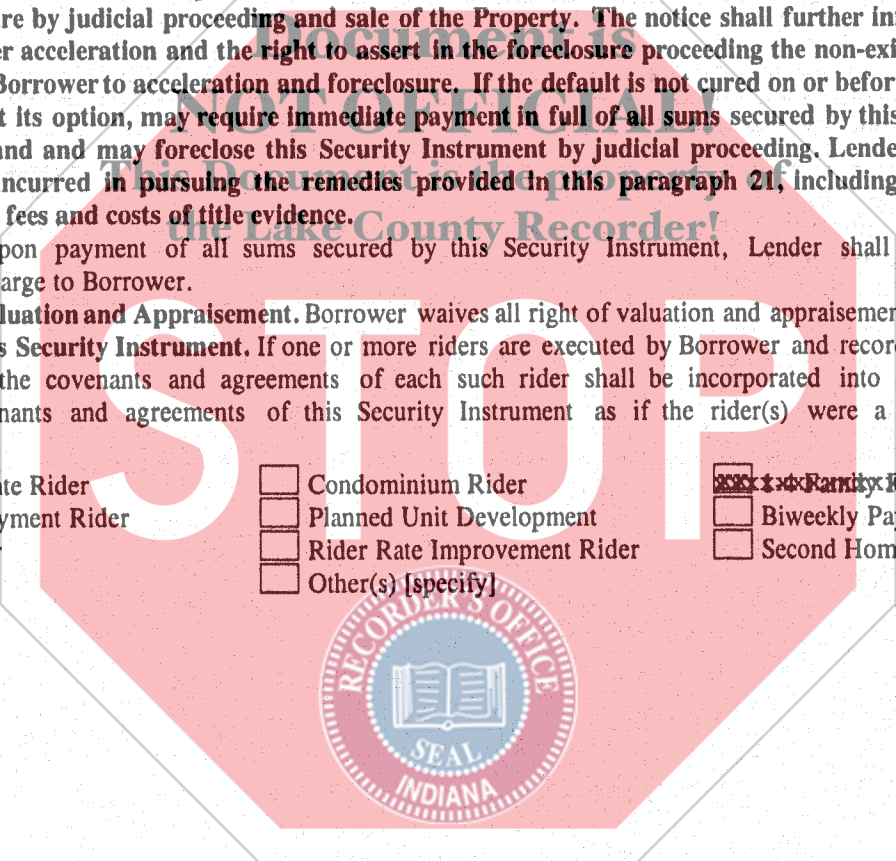 re by judicial proceeding and sale of the Property. The notice shall further in
er acceleration and the right to assert in the foreclosure proceeding the non-exi
Borrower to acceleration and foreclosure. If the default is not cured on or befor
t its option, may require immediate payment in full of all sums secured by this
and and may foreclose this Security Instrument by judicial proceeding. Lende
incurred in pursuing the remedies provided in this paragraph 21, including
fees and costs of title evidence.
pon payment of all sums secured by this Security Instrument, Lender shall
arge to Borrower.
luation and Appraisement. Borrower waives all right of valuation and appraisemen
s Security Instrument. If one or more riders are executed by Borrower and recor
the covenants and agreements of each such rider shall be incorporated into
nants and agreements of this Security Instrument as if the rider(s) were a
te Rider Condominium Rider Family R
yment Rider Planned Unit Development Biweekly Pa
Rider Rate Improvement Rider Second Hom
Other(s) [specify]
Document is
NOT OFFICIAL!
This Document is the property of
the Lake County Recorder!
STOP
RECORDER'S OFFICE
SEAL
INDIANA